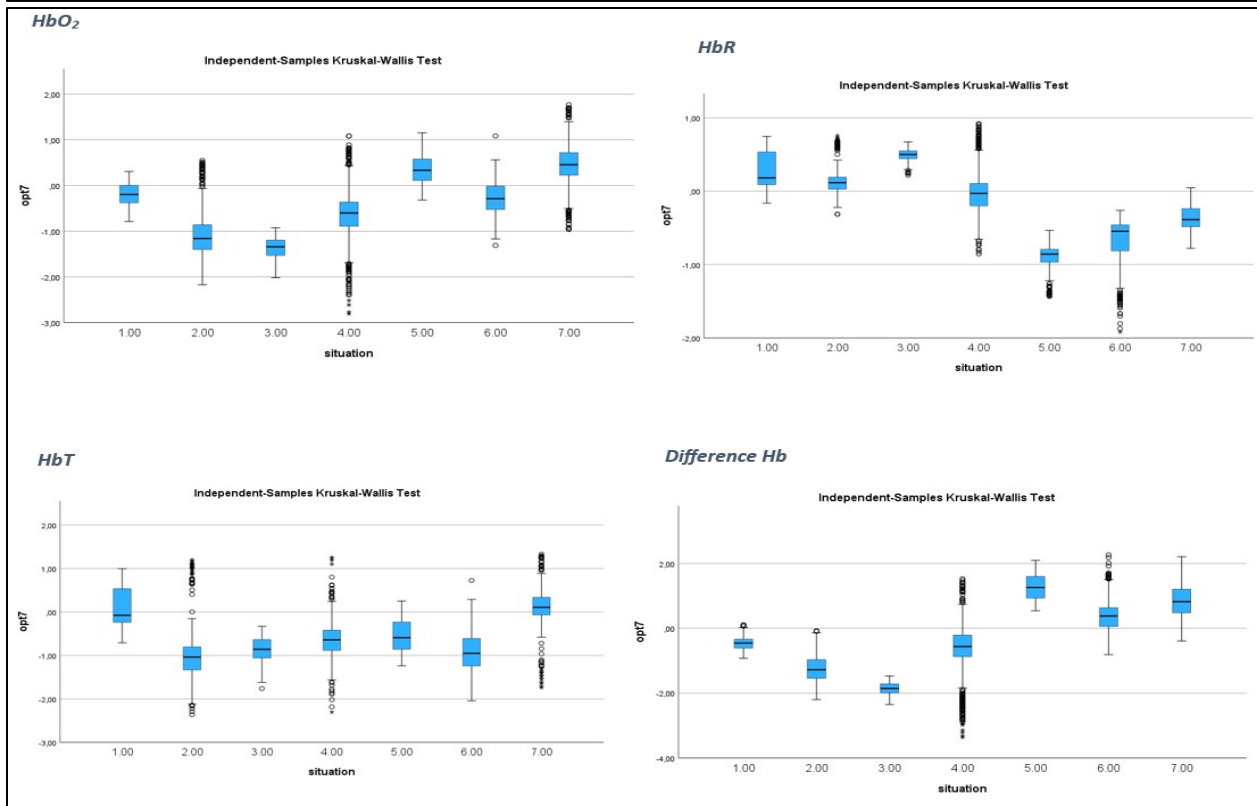 HbO₂
Independent-Samples Kruskal-Wallis Test
2,00
1,00
,00
-1,00
-2,00
-3,00
opt7
1.00 2.00 3.00 4.00 5.00 6.00 7.00
situation
HbR
Independent-Samples Kruskal-Wallis Test
1,00
,00
-1,00
-2,00
opt7
1.00 2.00 3.00 4.00 5.00 6.00 7.00
situation
HbT
Independent-Samples Kruskal-Wallis Test
2,00
1,00
,00
-1,00
-2,00
-3,00
opt7
1.00 2.00 3.00 4.00 5.00 6.00 7.00
situation
Difference Hb
Independent-Samples Kruskal-Wallis Test
2,00
,00
-2,00
-4,00
opt7
1.00 2.00 3.00 4.00 5.00 6.00 7.00
situation